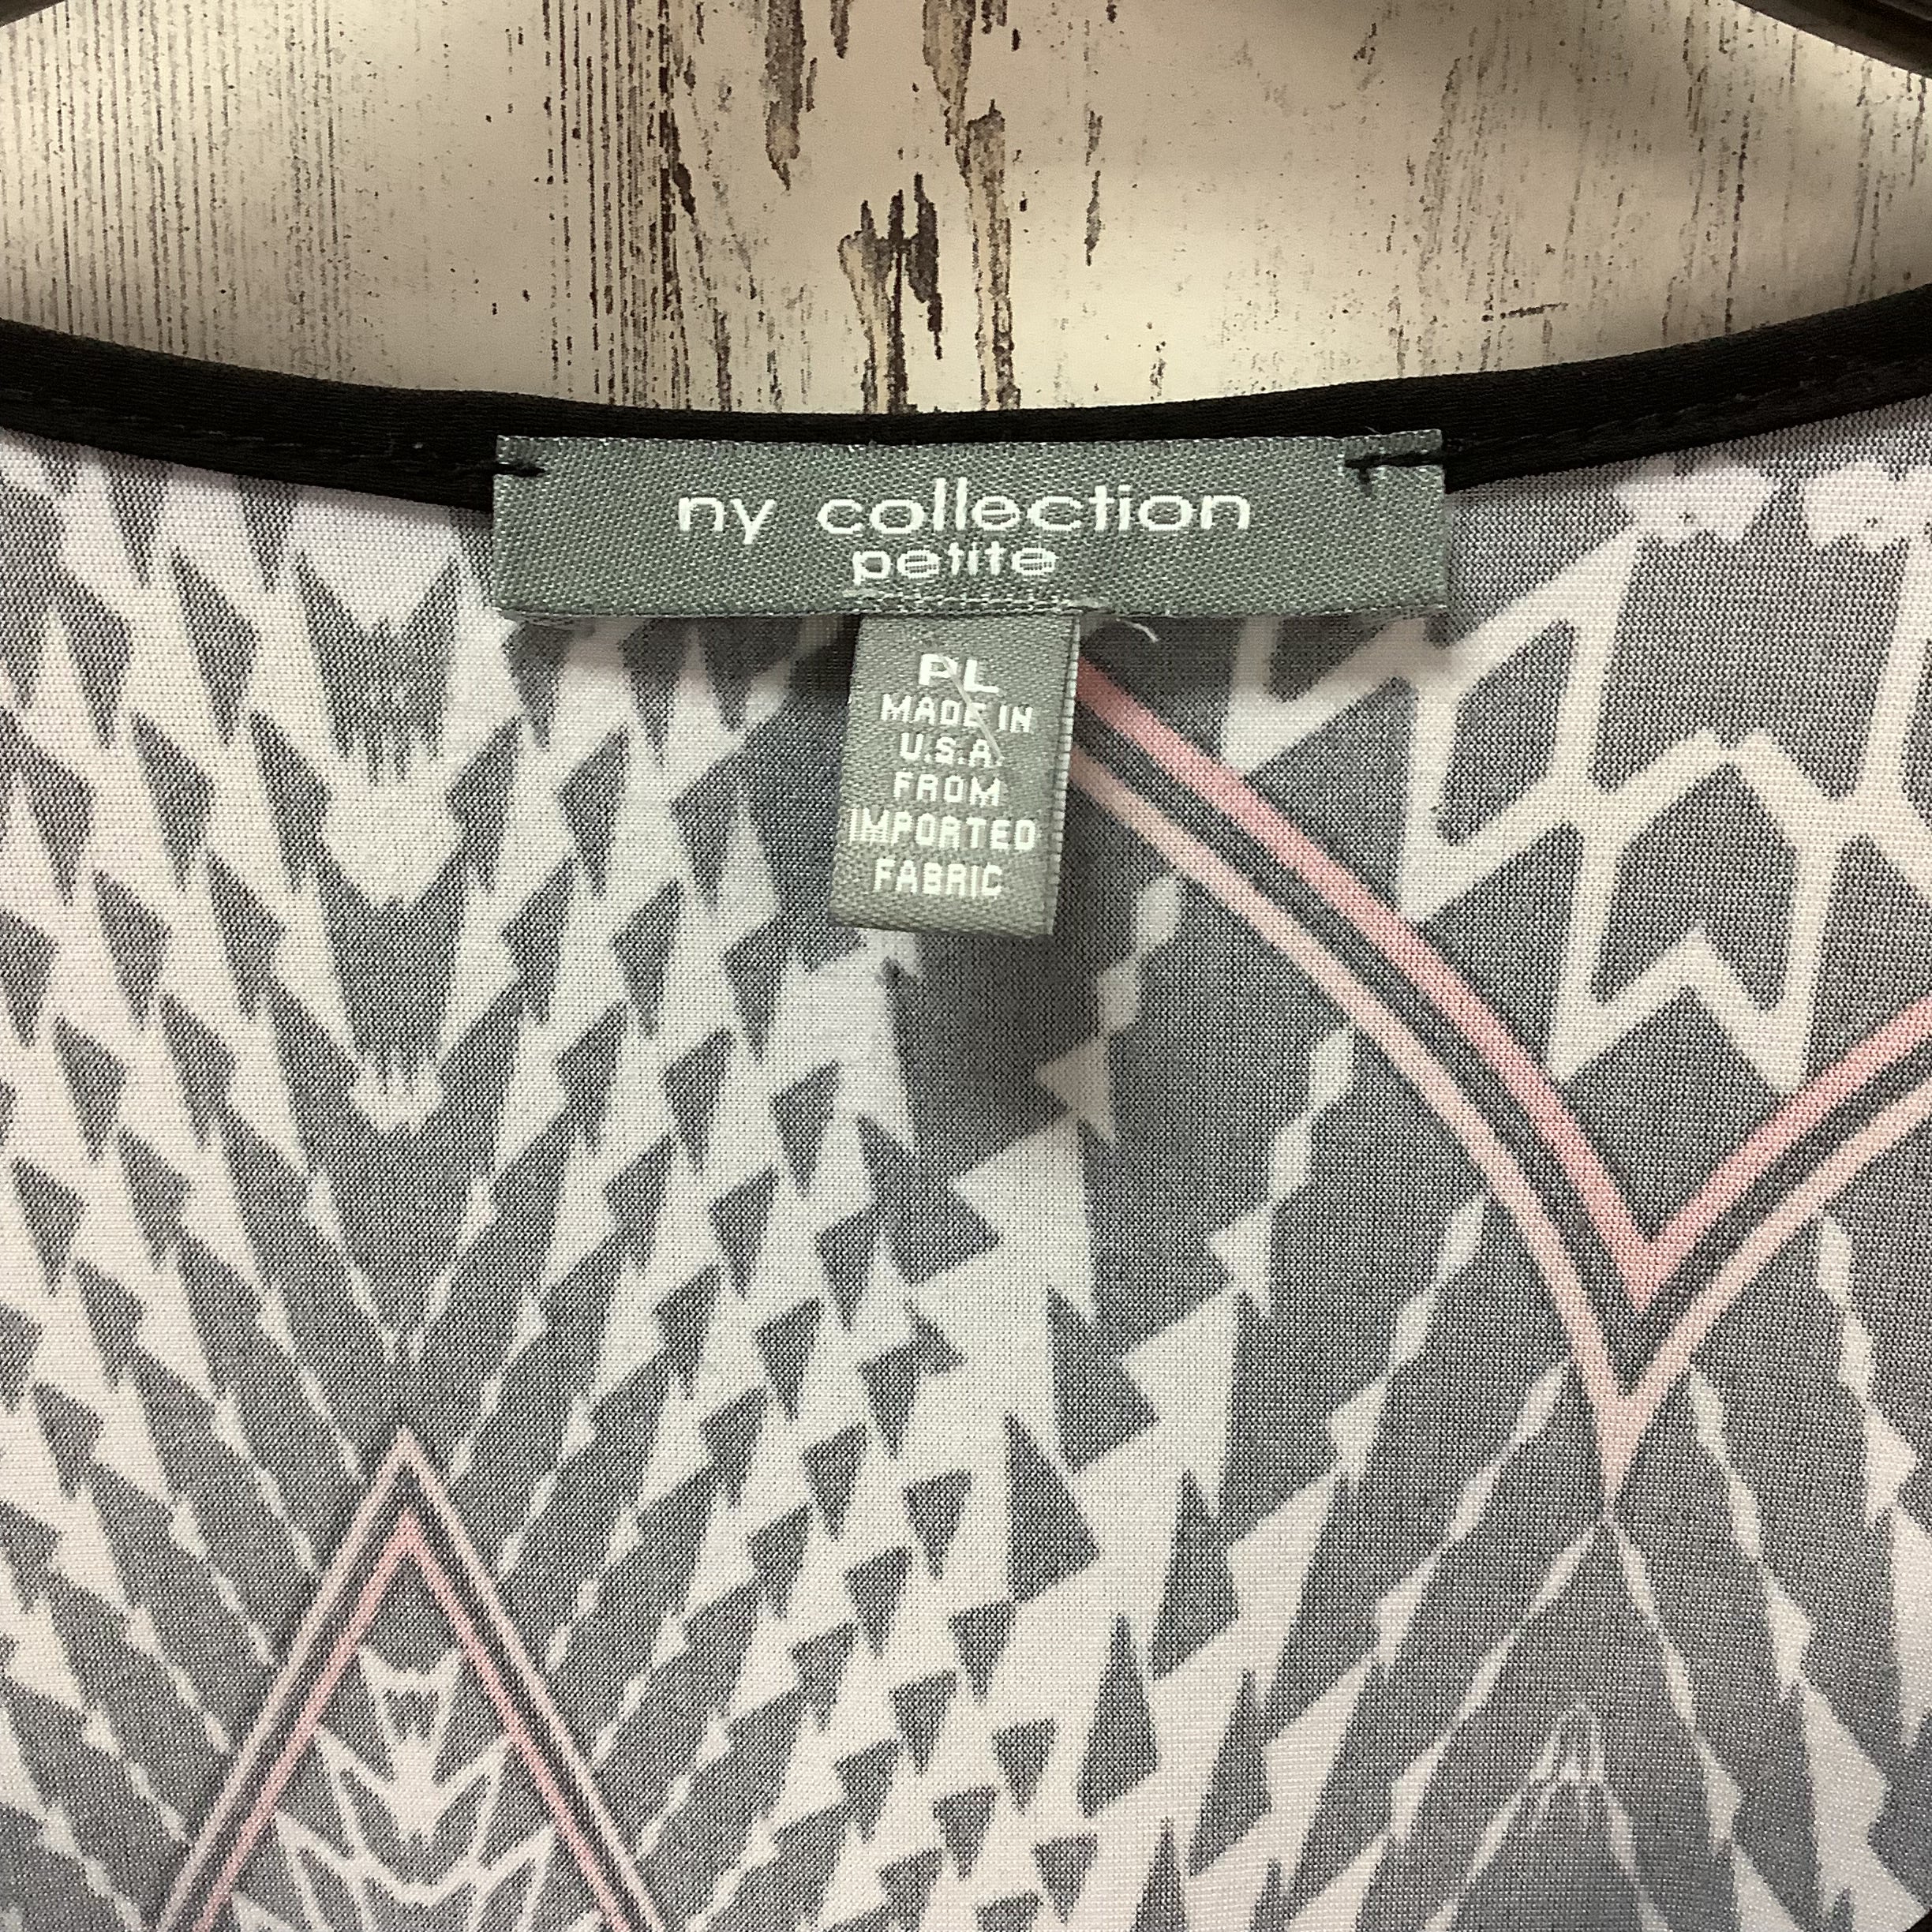 ny collection
petite
PL
MADE IN
U.S.A.
FROM
IMPORTED
FABRIC